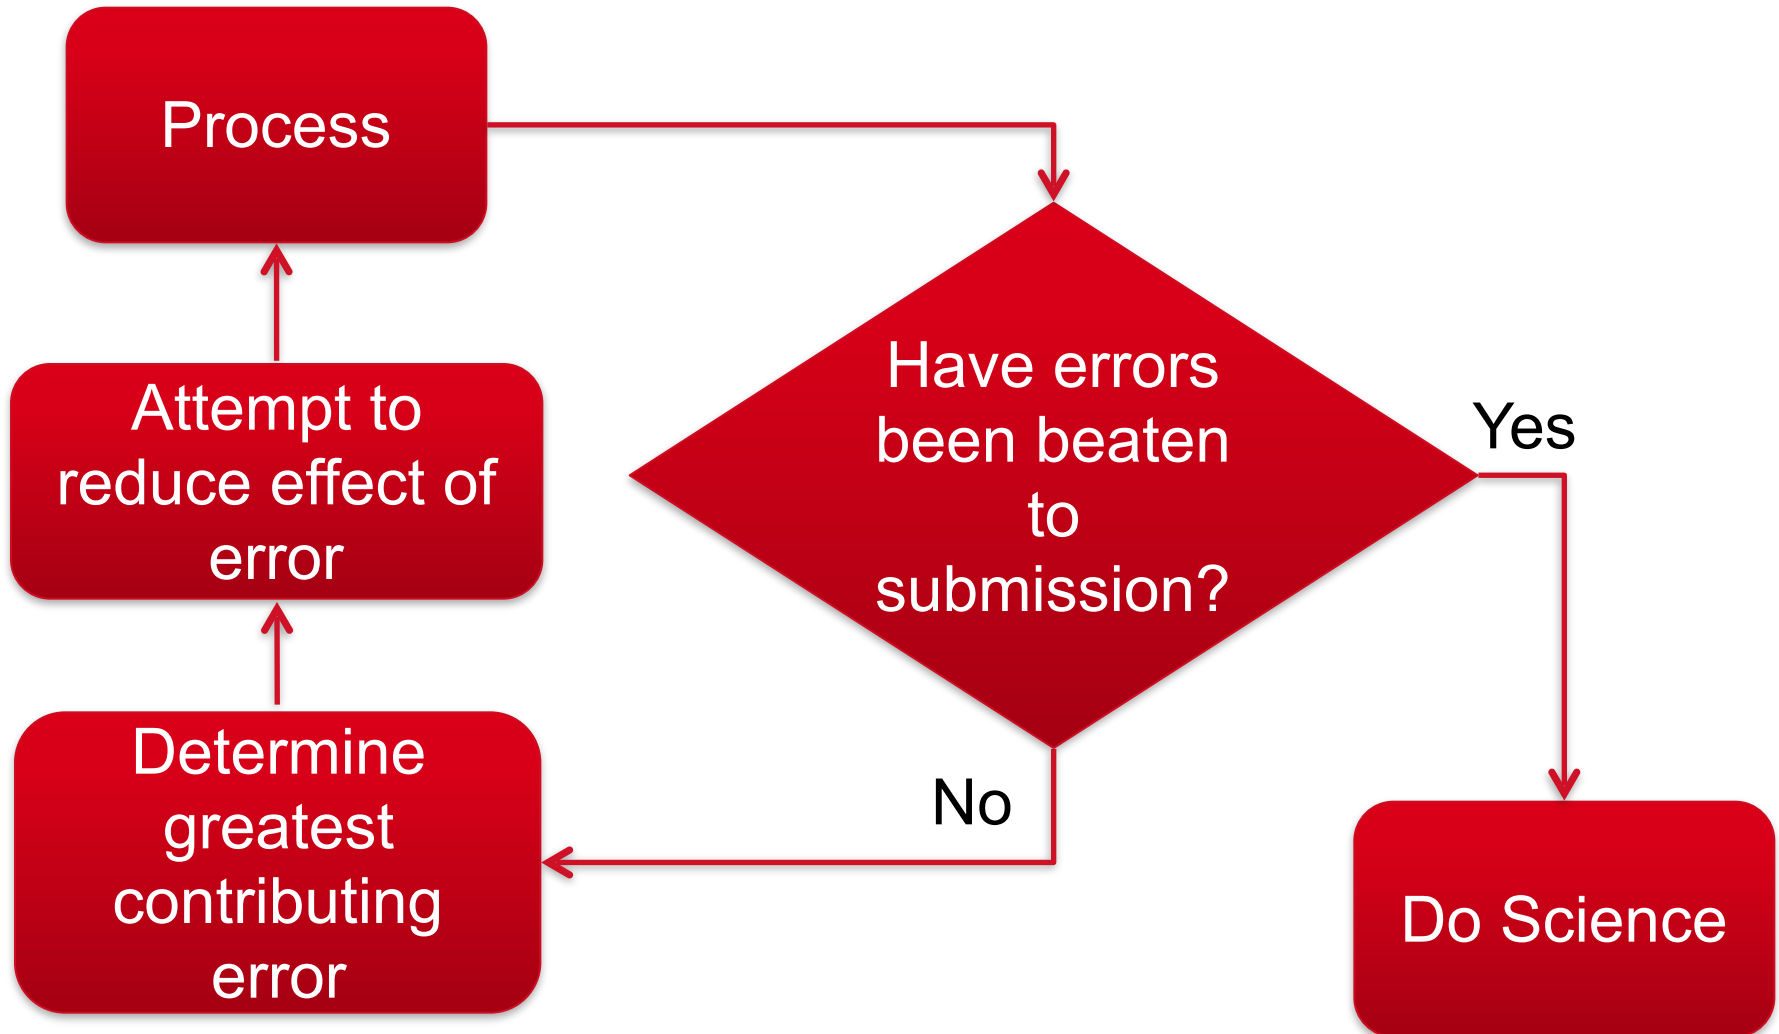 Process
Have errors
been beaten
to
submission?
Yes
No
Attempt to
reduce effect of
error
Determine
greatest
contributing
error
Do Science